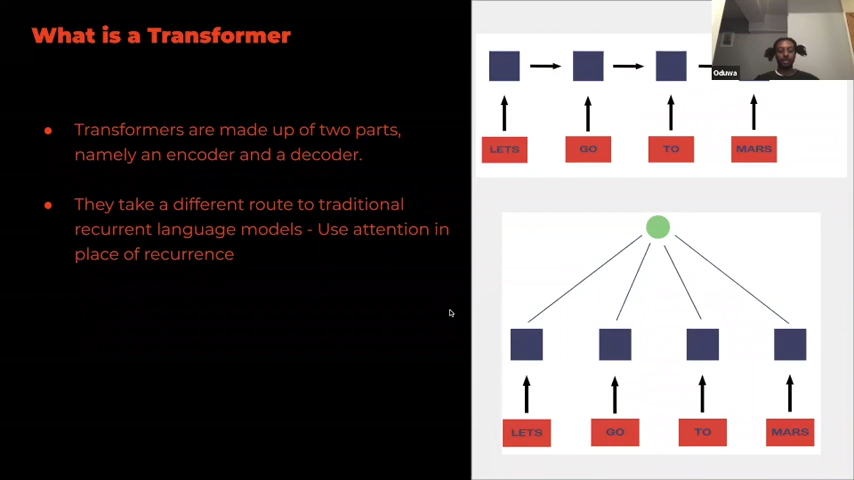 What is a Transformer
● Transformers are made up of two parts,
namely an encoder and a decoder.
● They take a different route to traditional
recurrent language models - Use attention in
place of recurrence
Oduwa
LETS GO TO MARS
LETS GO TO MARS